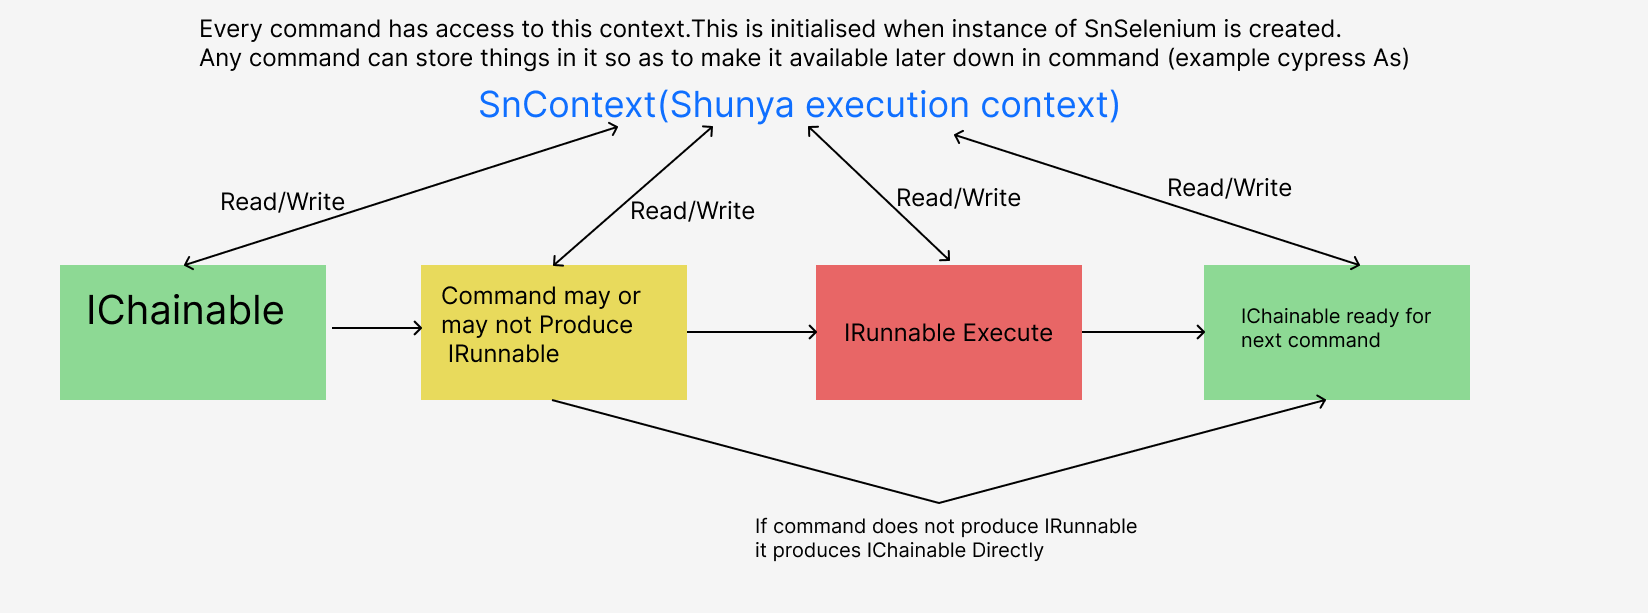 Every command has access to this context.This is initialised when instance of SnSelenium is created.
Any command can store things in it so as to make it available later down in command (example cypress As)
SnContext(Shunya execution context)
Read/Write
Read/Write
Read/Write
Read/Write
IChainable
Command may or
may not Produce
IRunnable
IRunnable Execute
IChainable ready for
next command
If command does not produce IRunnable
it produces IChainable Directly